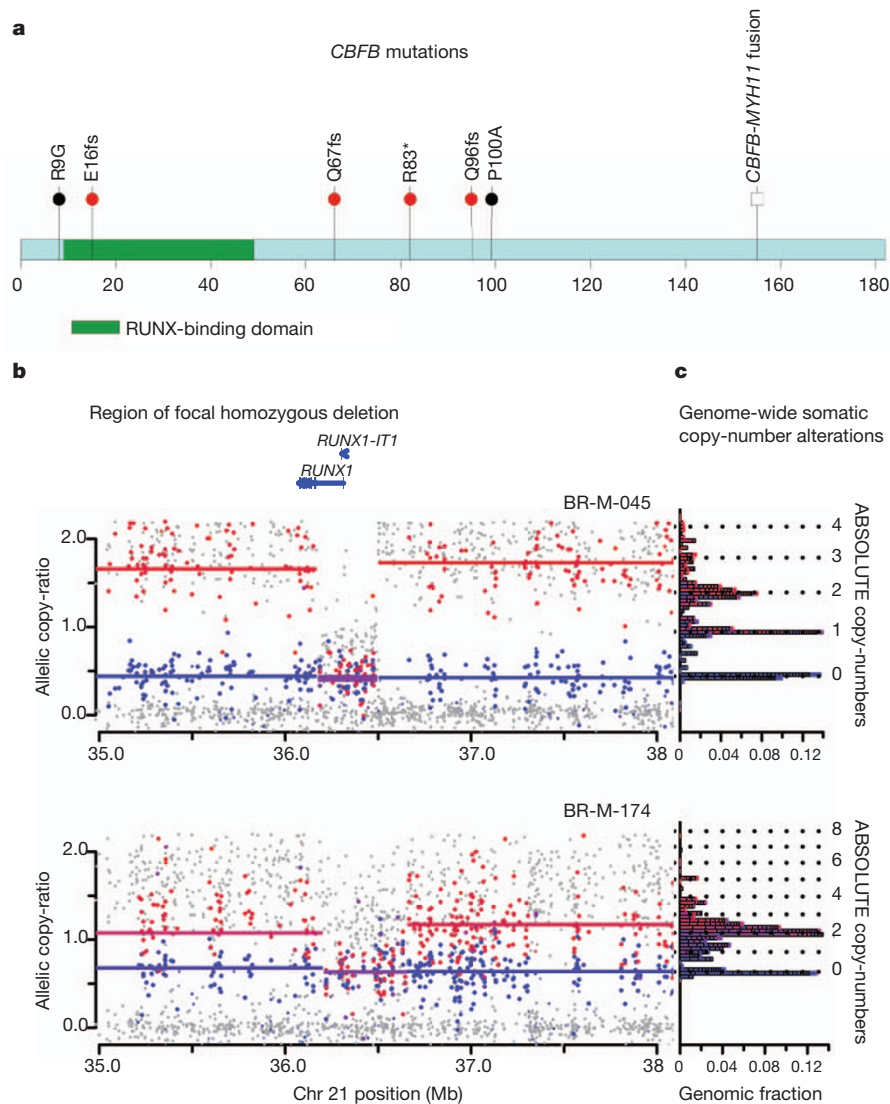 a
CBFB mutations
R9G
E16fs
Q67fs
R83*
Q96fs
P100A
CBFB-MYH11 fusion
0 20 40 60 80 100 120 140 160 180
RUNX-binding domain
b
Region of focal homozygous deletion
RUNX1-IT1
RUNX1
c
Genome-wide somatic
copy-number alterations
BR-M-045
Allelic copy-ratio
2.0
1.0
0.0
35.0 36.0 37.0 38
4
3
2
1
0
ABSOLUTE copy-numbers
0 0.04 0.08 0.12
BR-M-174
Allelic copy-ratio
2.0
1.0
0.0
35.0 36.0 37.0 38
Chr 21 position (Mb)
8
6
4
2
0
ABSOLUTE copy-numbers
0 0.04 0.08 0.12
Genomic fraction